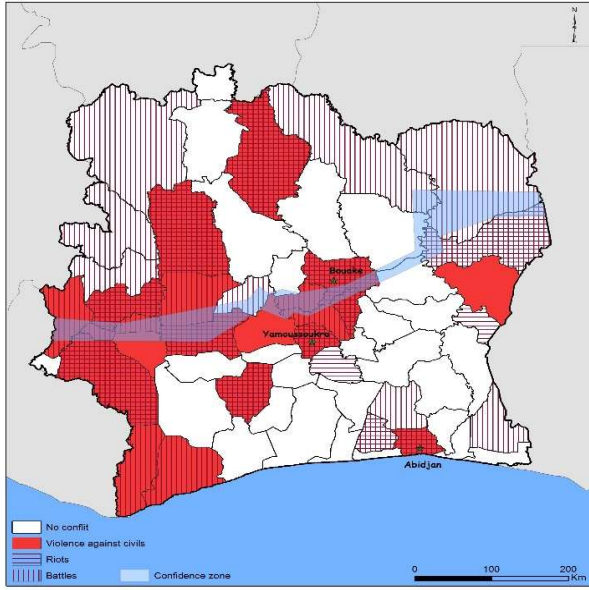 N
Bouake
Yamoussoukro
Abidjan
No conflit
Violence against civils
Riots
Battles
Confidence zone
0 100 200
Km